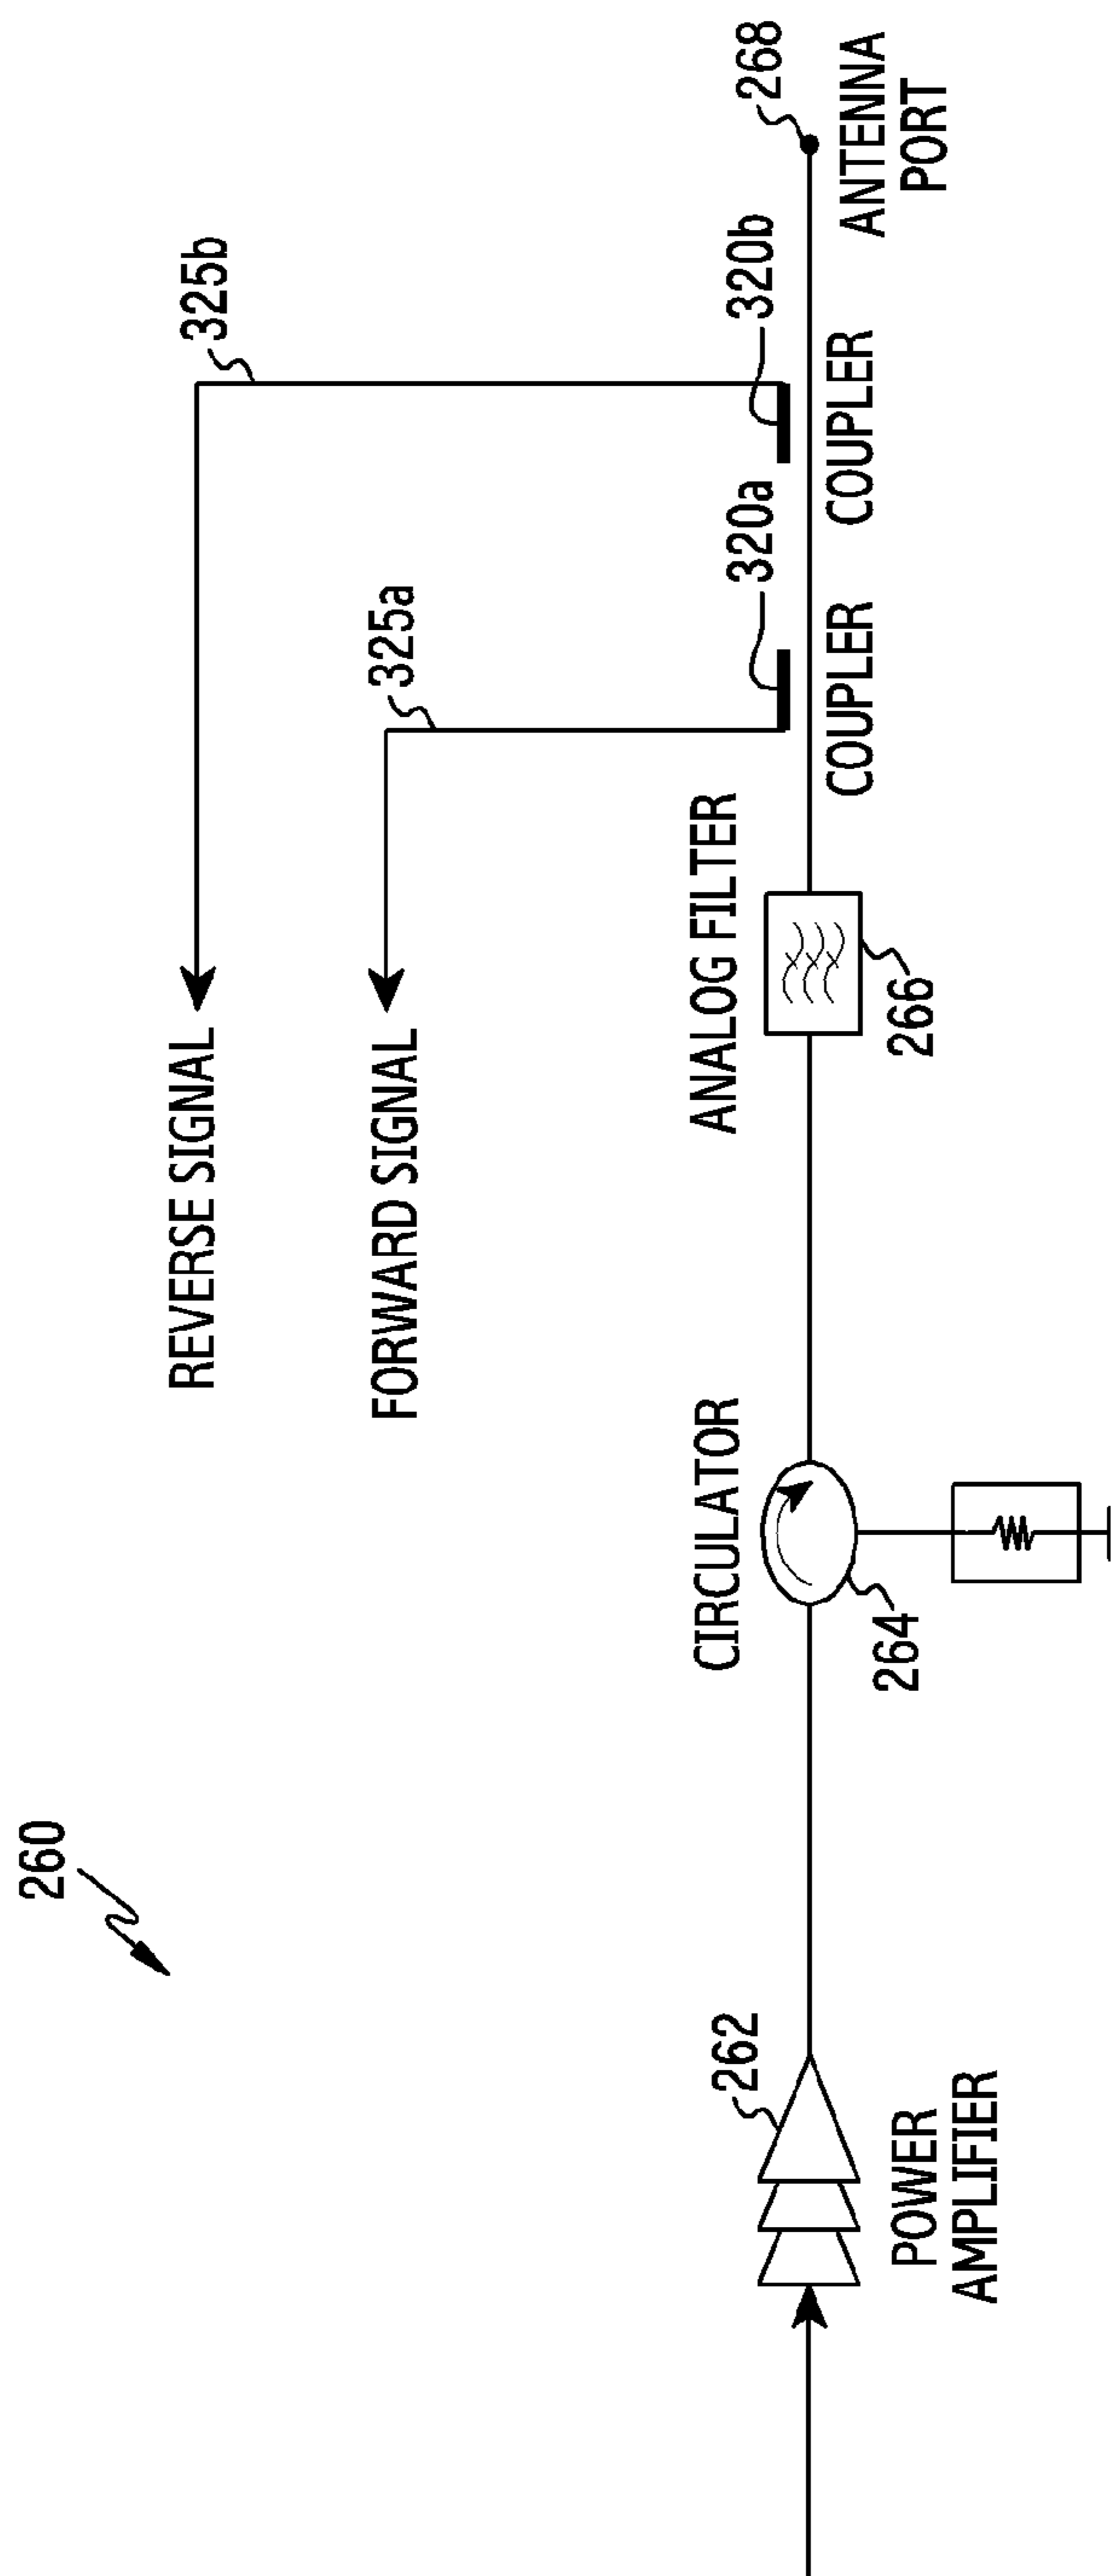 260
REVERSE SIGNAL
325b
FORWARD SIGNAL
325a
262
POWER
AMPLIFIER
CIRCULATOR
264
ANALOG FILTER
266
320a
COUPLER
320b
COUPLER
268
ANTENNA
PORT